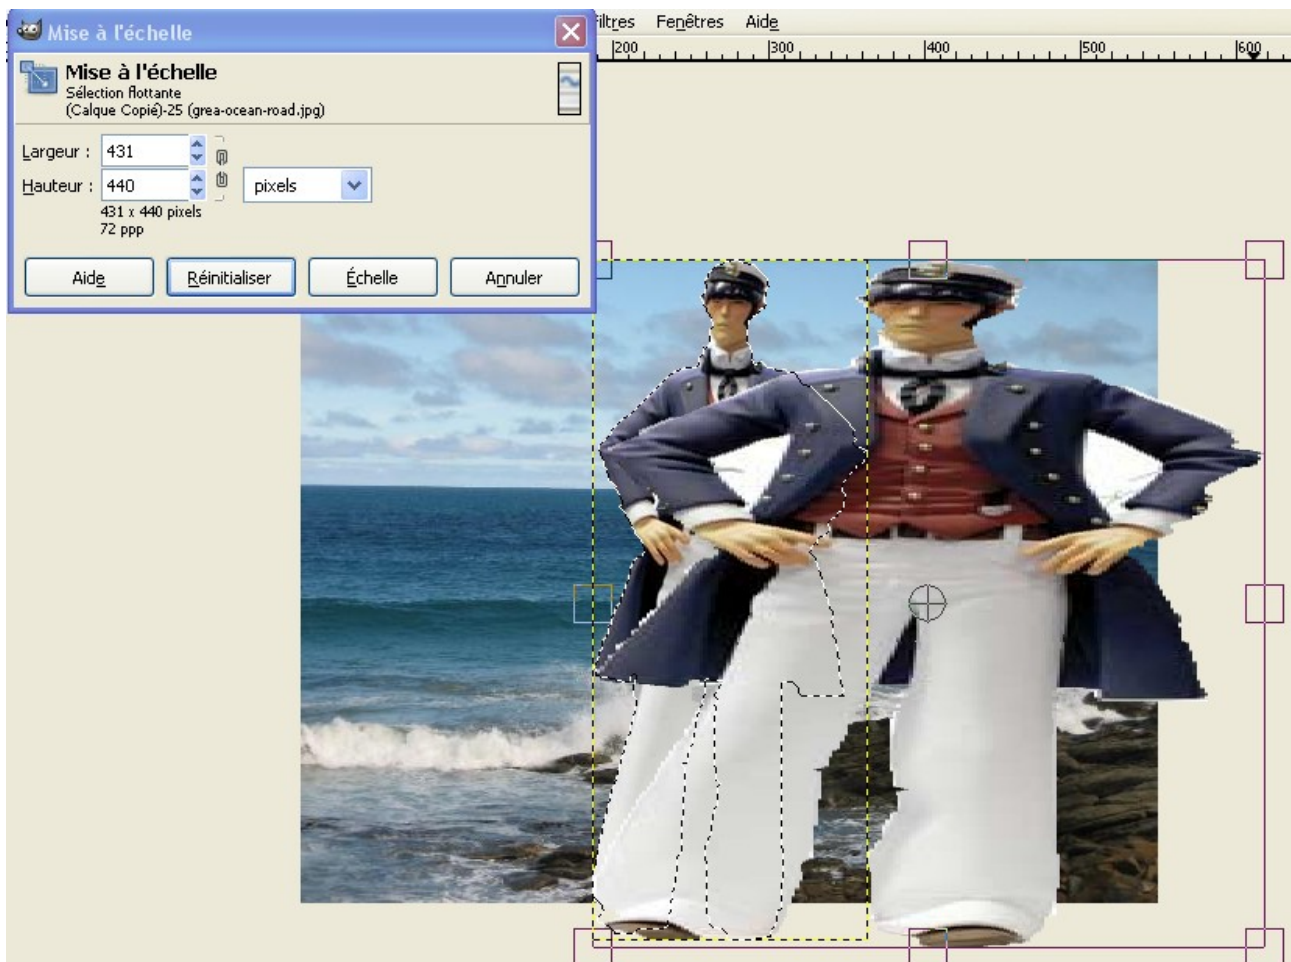 Mise à l'échelle
Filtres Fenêtres Aide
200 300 400 500 600
Mise à l'échelle
Sélection flottante
(Calque Copié)-25 (grea-ocean-road.jpg)
Largeur : 431
Hauteur : 440 pixels
431 x 440 pixels
72 ppp
Aide Réinitialiser Échelle Annuler